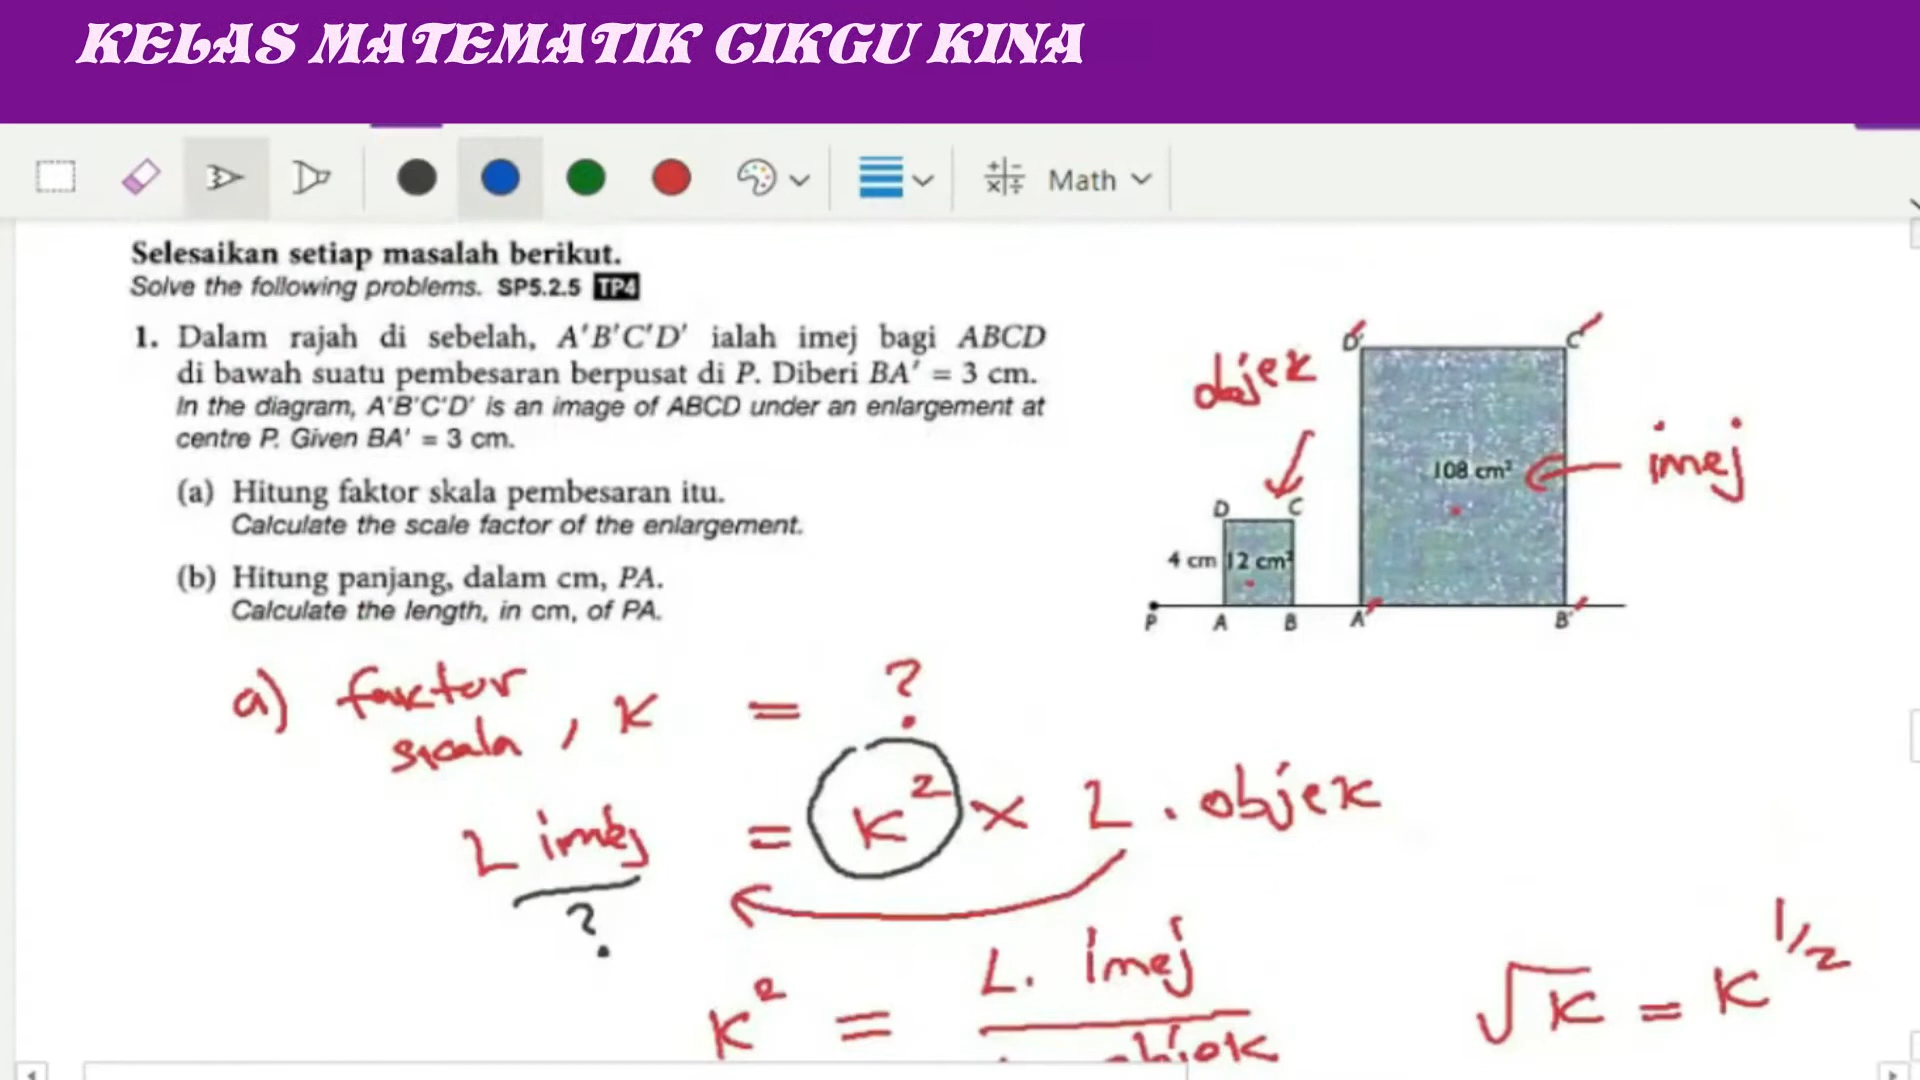 KELAS MATEMATIK CIKGU KINA
Math
Selesaikan setiap masalah berikut.
Solve the following problems. SP5.2.5 TP4
1. Dalam rajah di sebelah, A'B'C'D' ialah imej bagi ABCD
di bawah suatu pembesaran berpusat di P. Diberi BA' = 3 cm.
In the diagram, A'B'C'D' is an image of ABCD under an enlargement at
centre P. Given BA' = 3 cm.
(a) Hitung faktor skala pembesaran itu.
Calculate the scale factor of the enlargement.
(b) Hitung panjang, dalam cm, PA.
Calculate the length, in cm, of PA.
D' C'
objek
108 cm²
imej
D C
4 cm 12 cm²
P A B A' B'
a) faktor
skala, K = ?
L imej = K² × L. objek
?
K² = L. imej
objek
√K = K^1/2